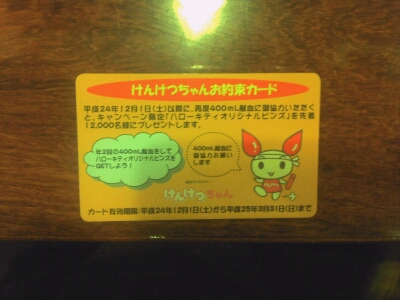 けんけつちゃんお約束カード
平成24年12月1日(土)以降に、再度400mL献血に御協力いただく
と、キャンペーン限定「ハローキティオリジナルピンズ」を先着
12,000名様にプレゼントします。
年2回の400mL献血をして
ハローキティオリジナルピンズを
GETしよう！
400mL献血に
御協力お願い
します
けんけつちゃん
カード有効期限:平成24年12月1日(土)から平成25年3月31日(日)まで